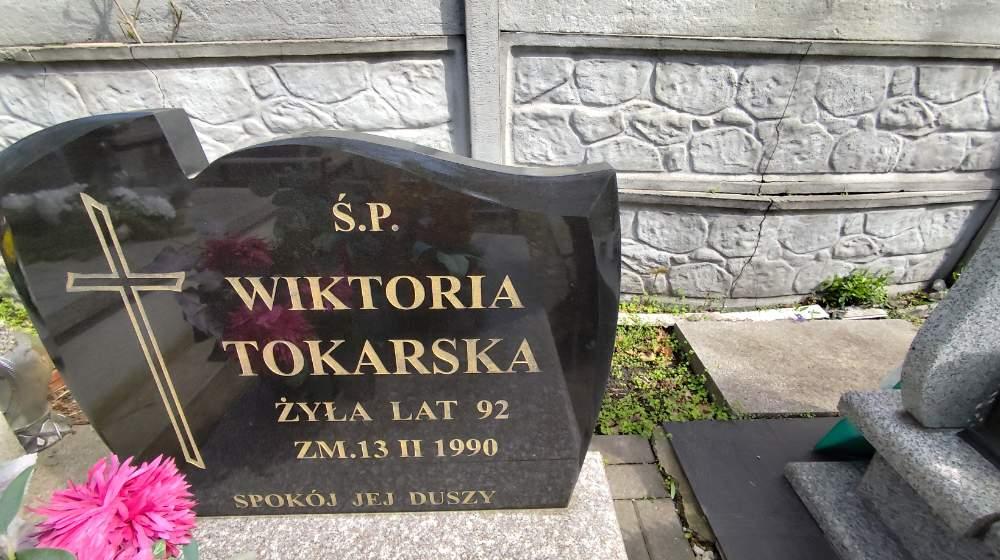 Ś.P.
WIKTORIA
TOKARSKA
ŻYŁA LAT 92
ZM.13 II 1990
SPOKÓJ JEJ DUSZY